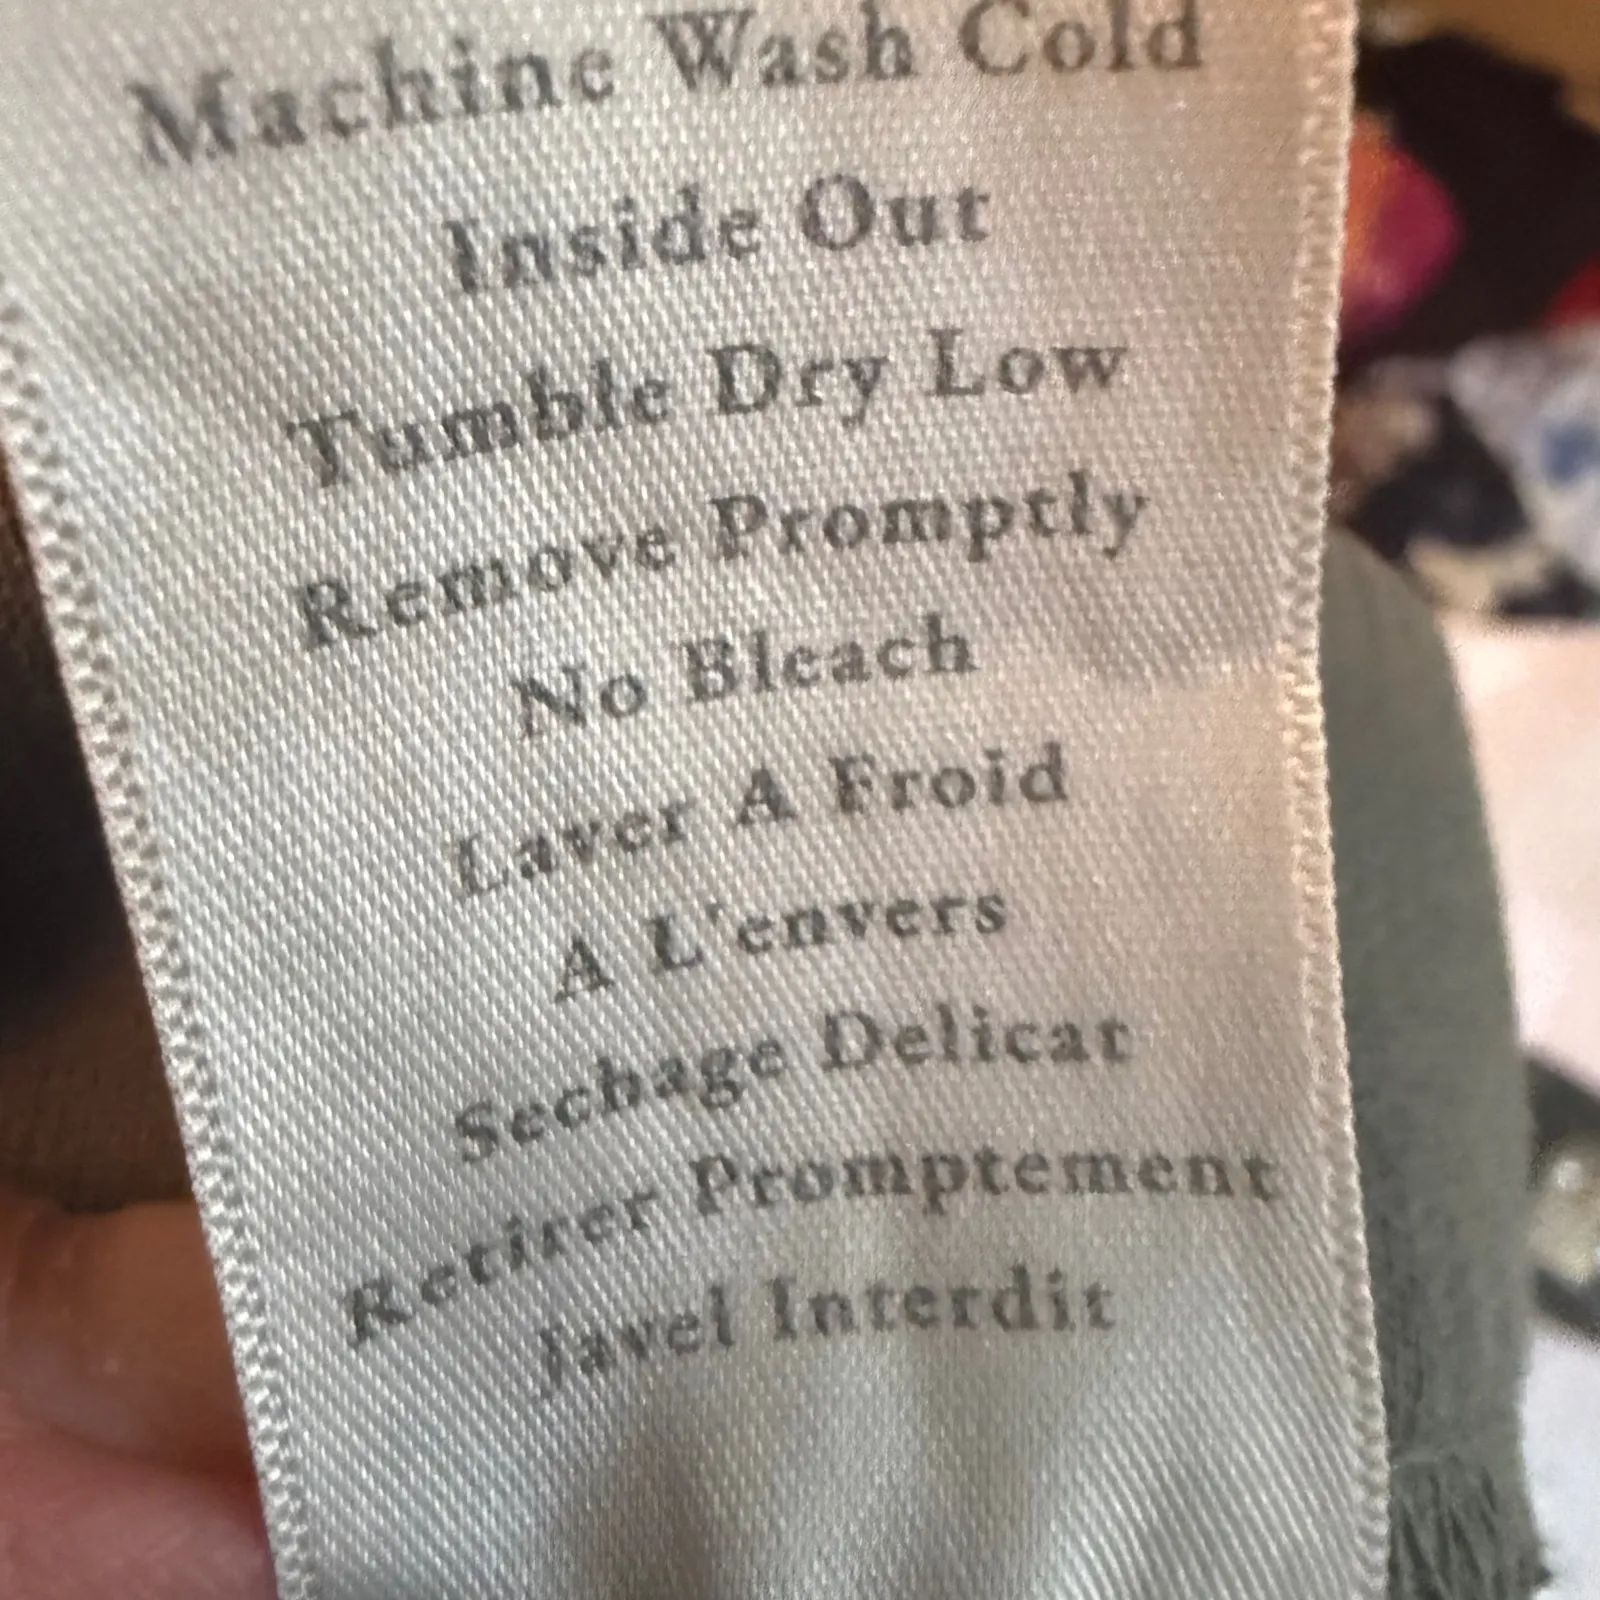 Machine Wash Cold
Inside Out
Tumble Dry Low
Remove Promptly
No Bleach
Laver A Froid
A L'envers
Sechage Delicat
Retirer Promptement
Javel Interdit